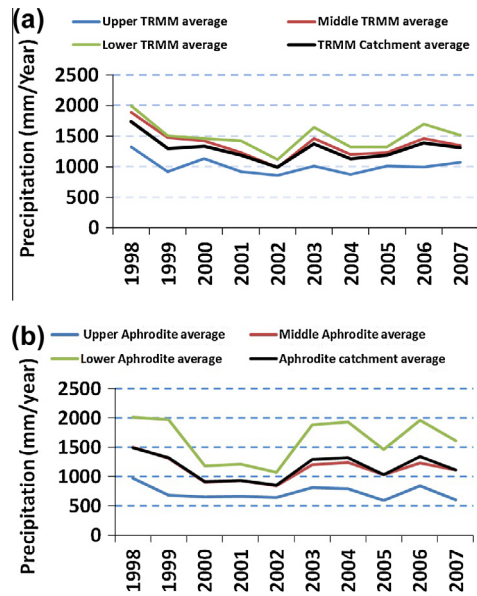 (a)
Upper TRMM average
Middle TRMM average
Lower TRMM average
TRMM Catchment average
Precipitation (mm/Year)
2500
2000
1500
1000
500
0
1998
1999
2000
2001
2002
2003
2004
2005
2006
2007
(b)
Upper Aphrodite average
Middle Aphrodite average
Lower Aphrodite average
Aphrodite catchment average
Precipitation (mm/year)
2500
2000
1500
1000
500
0
1998
1999
2000
2001
2002
2003
2004
2005
2006
2007